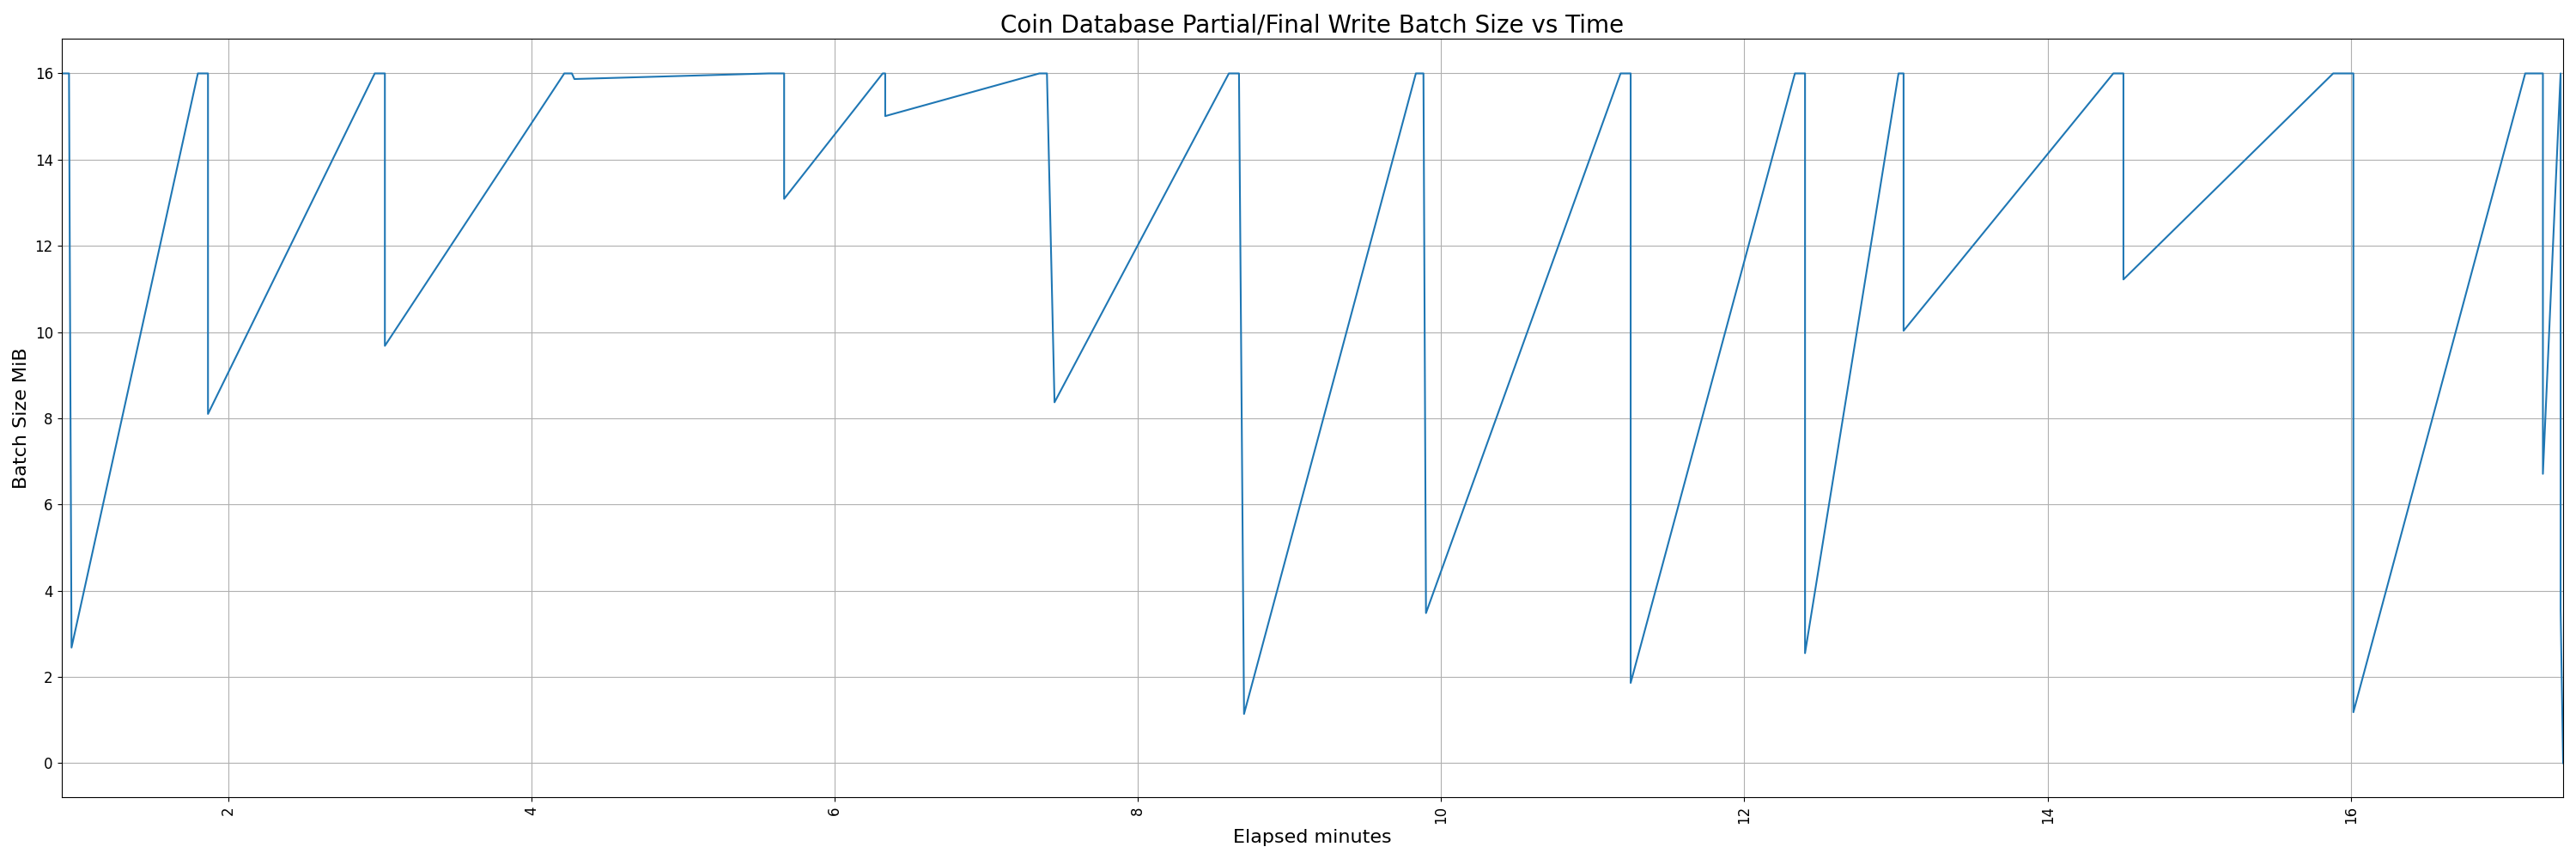 Coin Database Partial/Final Write Batch Size vs Time
Batch Size MiB
16
14
12
10
8
6
4
2
0
2 4 6 8 10 12 14 16
Elapsed minutes